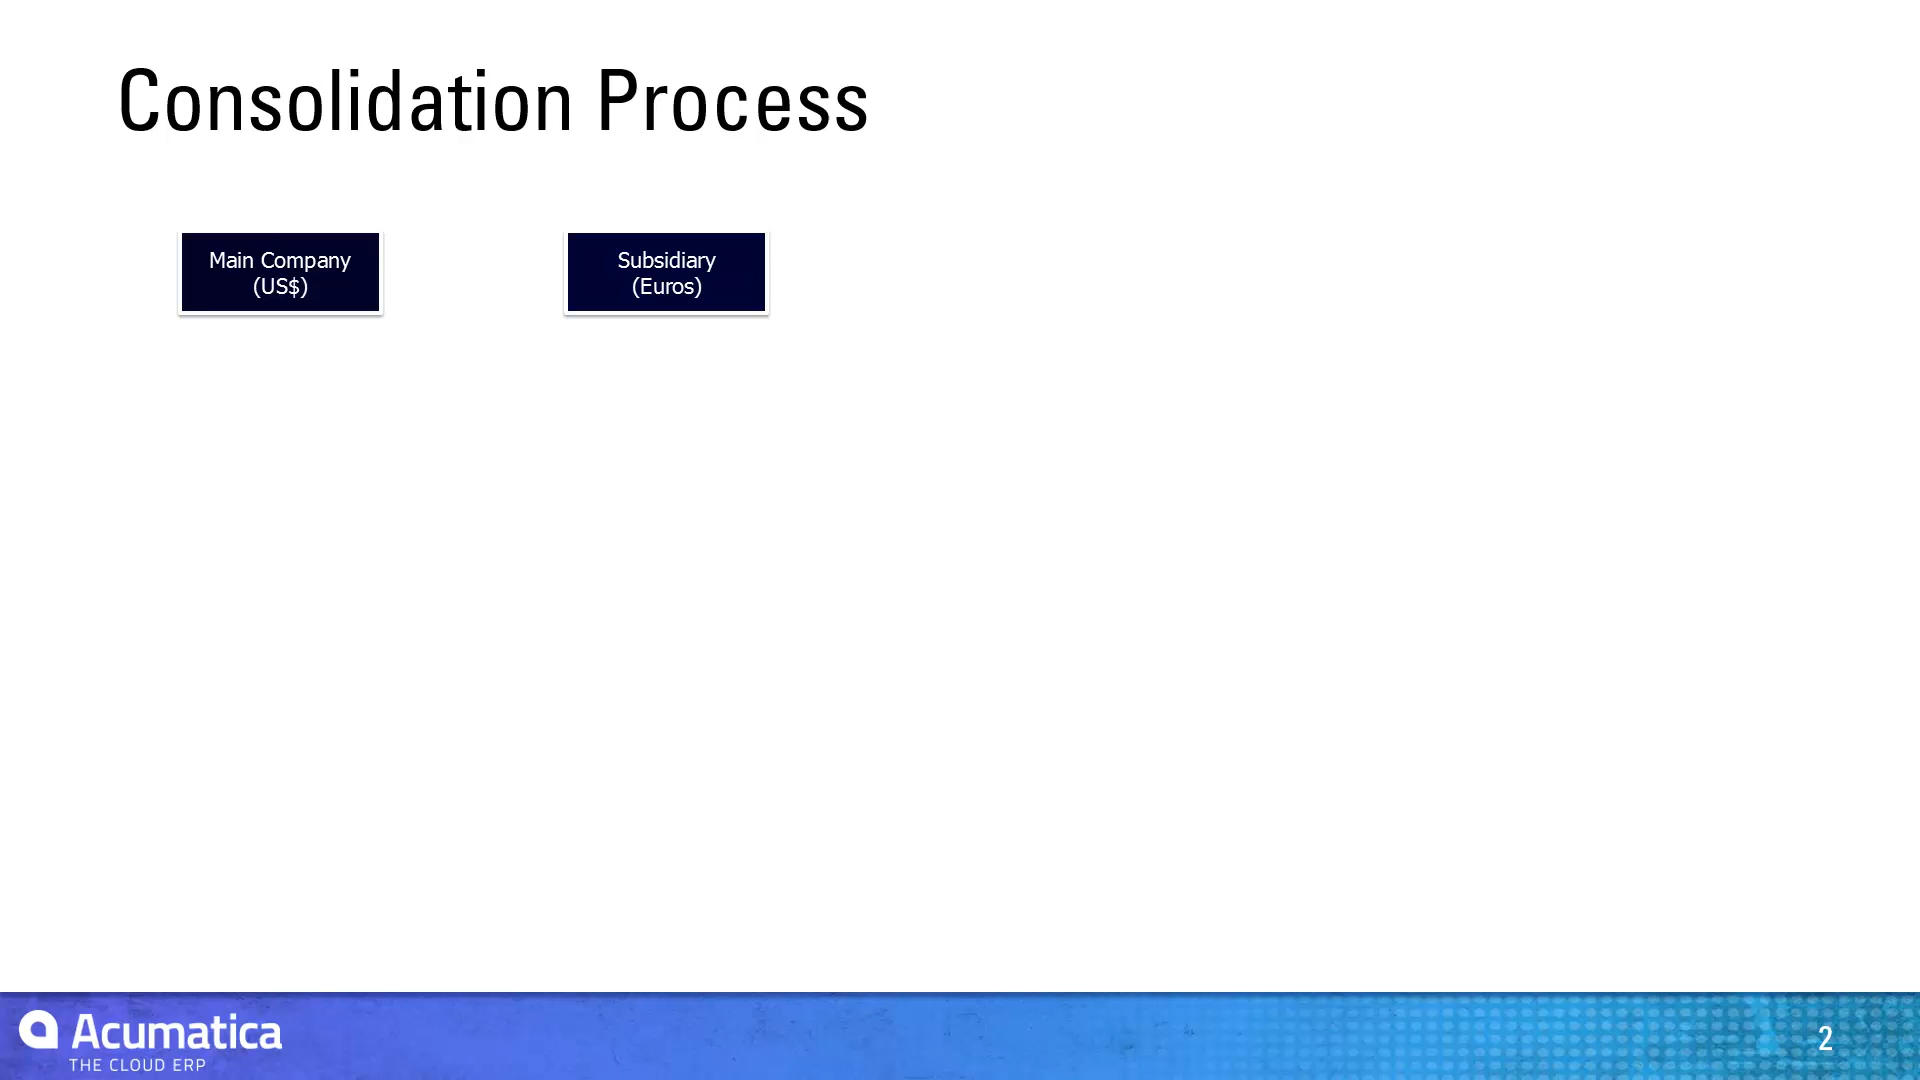 Consolidation Process
Main Company
(US$)
Subsidiary
(Euros)
Acumatica
THE CLOUD ERP
2